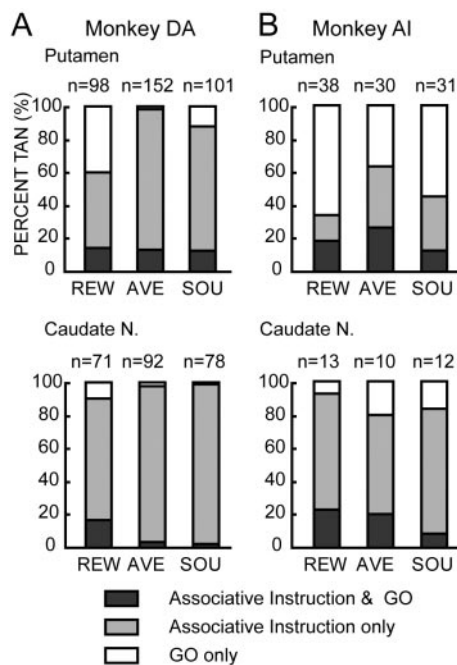 A Monkey DA
Putamen
n=98 n=152 n=101
PERCENT TAN (%)
100
80
60
40
20
0
REW AVE SOU
Caudate N.
n=71 n=92 n=78
100
80
60
40
20
0
REW AVE SOU
B Monkey AI
Putamen
n=38 n=30 n=31
100
80
60
40
20
0
REW AVE SOU
Caudate N.
n=13 n=10 n=12
100
80
60
40
20
0
REW AVE SOU
Associative Instruction & GO
Associative Instruction only
GO only